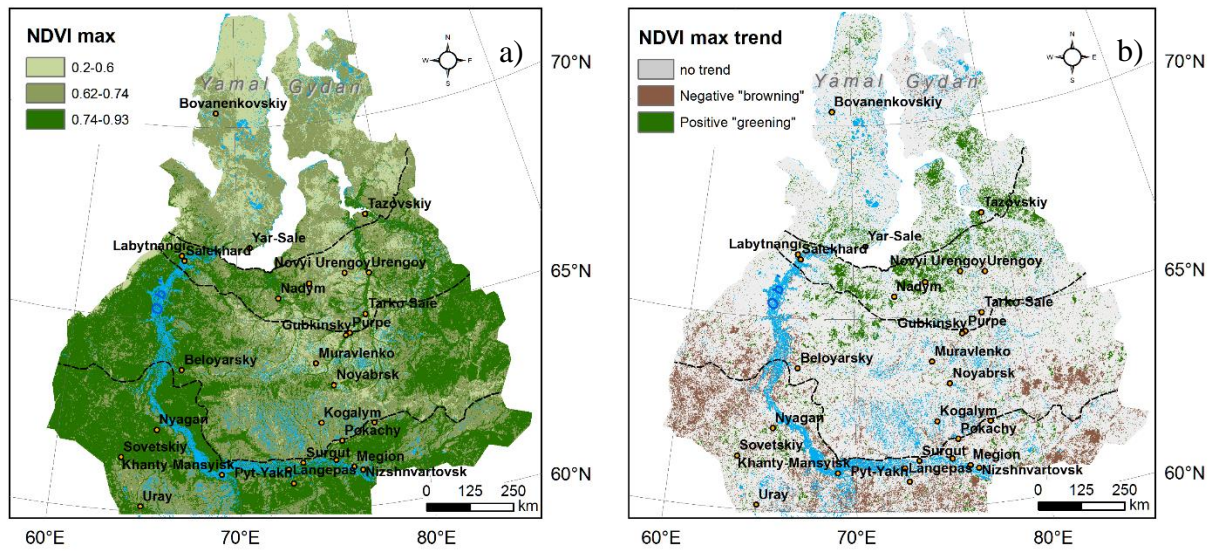 NDVI max
0.2-0.6
0.62-0.74
0.74-0.93
N
W E
S
a)
Yamal
Gydan
Bovanenkovskiy
Tazovskiy
Yar-Sale
Labytnangi
Salekhard
Novyi Urengoy
Urengoy
Nadym
Tarko-Sale
Gubkinsky
Purpe
Muravlenko
Beloyarsky
Noyabrsk
Kogalym
Nyagan
Pokachy
Sovetskiy
Surgut
Megion
Khanty-Mansyisk
Pyt-Yakh
Langepas
Nizshnvartovsk
Uray
0 125 250
km
70°N
65°N
60°N
60°E
70°E
80°E
NDVI max trend
no trend
Negative "browning"
Positive "greening"
N
W E
S
b)
Yamal
Gydan
Bovanenkovskiy
Tazovskiy
Yar-Sale
Labytnangi
Salekhard
Novyi Urengoy
Urengoy
Nadym
Tarko-Sale
Gubkinsky
Purpe
Muravlenko
Beloyarsky
Noyabrsk
Kogalym
Nyagan
Pokachy
Sovetskiy
Surgut
Megion
Khanty-Mansyisk
Pyt-Yakh
Langepas
Nizshnvartovsk
Uray
0 125 250
km
70°N
65°N
60°N
60°E
70°E
80°E